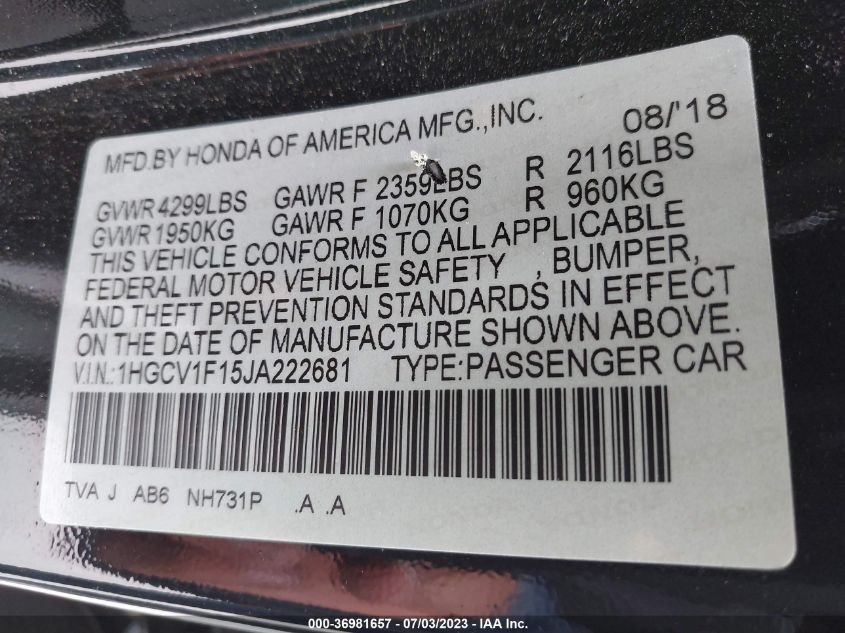 MFD.BY HONDA OF AMERICA MFG.,INC. 08/'18
GVWR 4299LBS GAWR F 2359LBS R 2116LBS
GVWR 1950KG GAWR F 1070KG R 960KG
THIS VEHICLE CONFORMS TO ALL APPLICABLE
FEDERAL MOTOR VEHICLE SAFETY , BUMPER,
AND THEFT PREVENTION STANDARDS IN EFFECT
ON THE DATE OF MANUFACTURE SHOWN ABOVE.
V.I.N.:1HGCV1F15JA222681 TYPE:PASSENGER CAR
TVA J AB6 NH731P .A .A
000-36981657 - 07/03/2023 - IAA Inc.